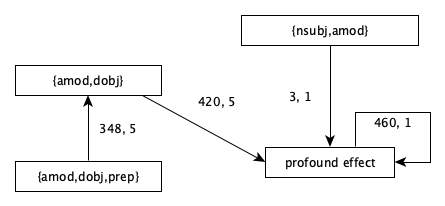 {nsubj,amod}
{amod,dobj}
420, 5
3, 1
348, 5
460, 1
profound effect
{amod,dobj,prep}